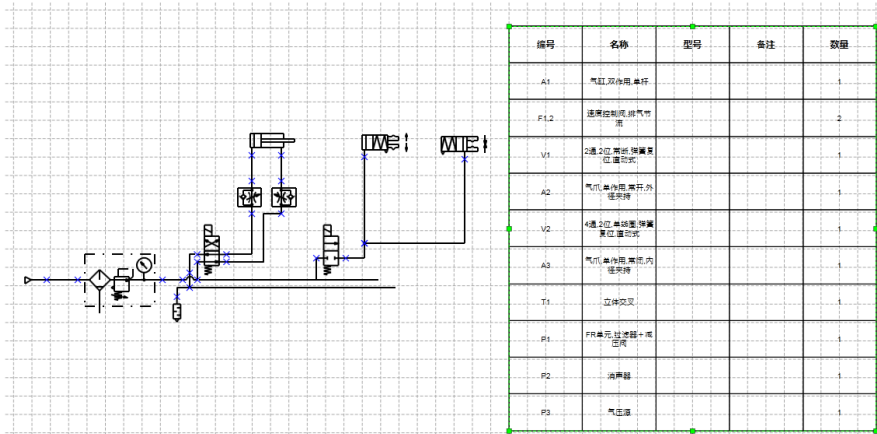 编号 名称 型号 备注 数量
A1 气缸,双作用,单杆 1
F1,2 速度控制阀,排气节
流 2
V1 2通,2位,常断,弹簧复
位,直动式 1
A2 气爪,单作用,常开,外
径夹持 1
V2 4通,2位,单线圈,弹簧
复位,直动式 1
A3 气爪,单作用,常闭,内
径夹持 1
T1 立体交叉 1
P1 FR单元,过滤器+减
压阀 1
P2 消声器 1
P3 气压源 1